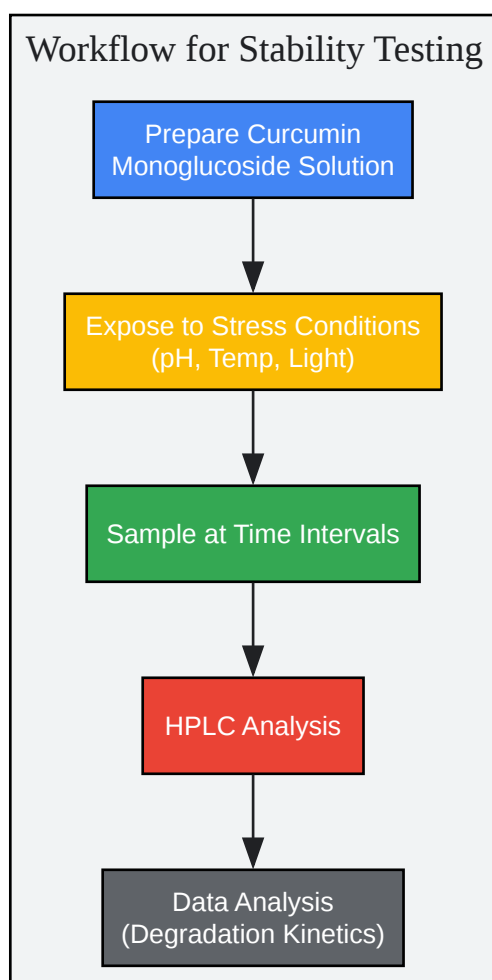 Workflow for Stability Testing
Prepare Curcumin
Monoglucoside Solution
Expose to Stress Conditions
(pH, Temp, Light)
Sample at Time Intervals
HPLC Analysis
Data Analysis
(Degradation Kinetics)